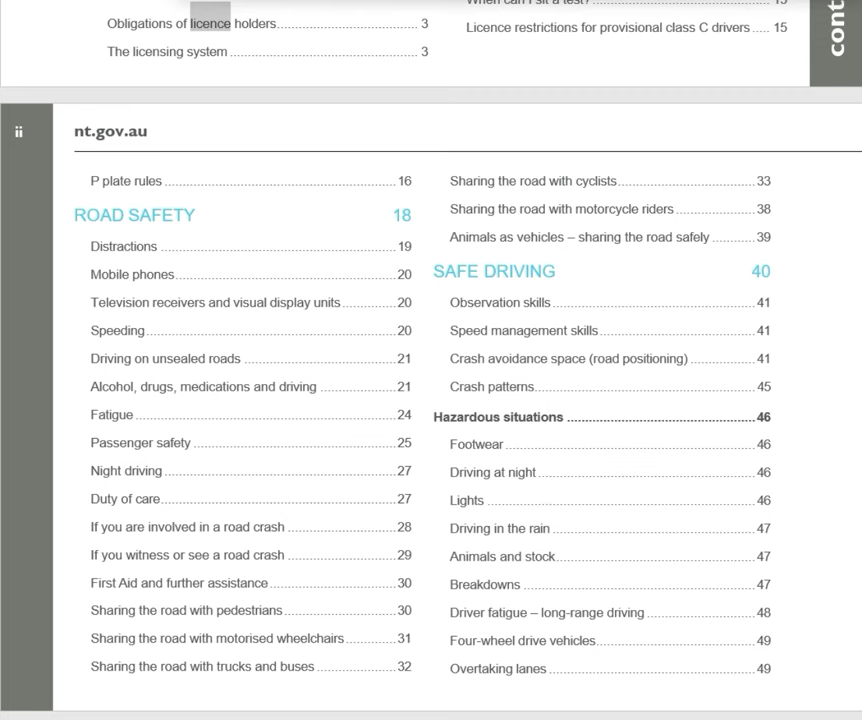 Obligations of licence holders 3
The licensing system 3
When can I sit a test? 15
Licence restrictions for provisional class C drivers 15
cont
ii
nt.gov.au
P plate rules 16
ROAD SAFETY 18
Distractions 19
Mobile phones 20
Television receivers and visual display units 20
Speeding 20
Driving on unsealed roads 21
Alcohol, drugs, medications and driving 21
Fatigue 24
Passenger safety 25
Night driving 27
Duty of care 27
If you are involved in a road crash 28
If you witness or see a road crash 29
First Aid and further assistance 30
Sharing the road with pedestrians 30
Sharing the road with motorised wheelchairs 31
Sharing the road with trucks and buses 32
Sharing the road with cyclists 33
Sharing the road with motorcycle riders 38
Animals as vehicles – sharing the road safely 39
SAFE DRIVING 40
Observation skills 41
Speed management skills 41
Crash avoidance space (road positioning) 41
Crash patterns 45
Hazardous situations 46
Footwear 46
Driving at night 46
Lights 46
Driving in the rain 47
Animals and stock 47
Breakdowns 47
Driver fatigue – long-range driving 48
Four-wheel drive vehicles 49
Overtaking lanes 49